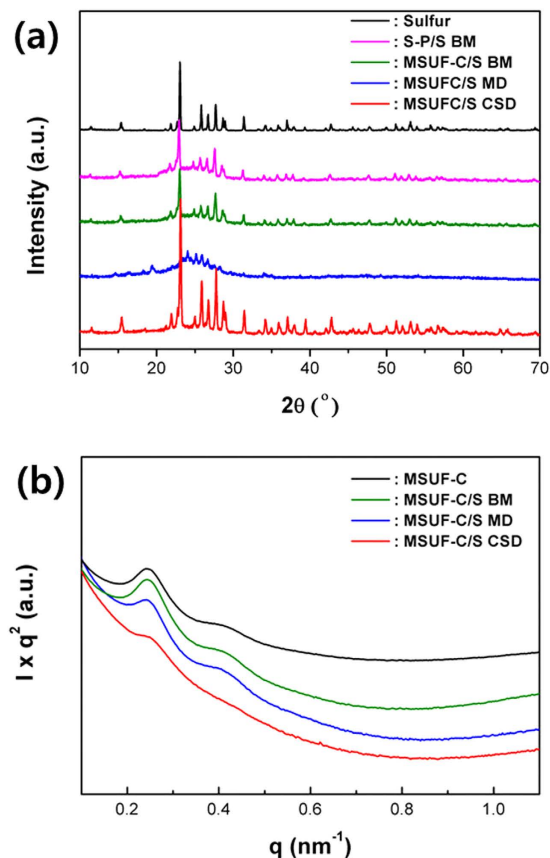 (a)
: Sulfur
: S-P/S BM
: MSUF-C/S BM
: MSUFC/S MD
: MSUFC/S CSD
Intensity (a.u.)
10 20 30 40 50 60 70
2θ (°)
(b)
: MSUF-C
: MSUF-C/S BM
: MSUF-C/S MD
: MSUF-C/S CSD
I x q² (a.u.)
0.2 0.4 0.6 0.8 1.0
q (nm⁻¹)